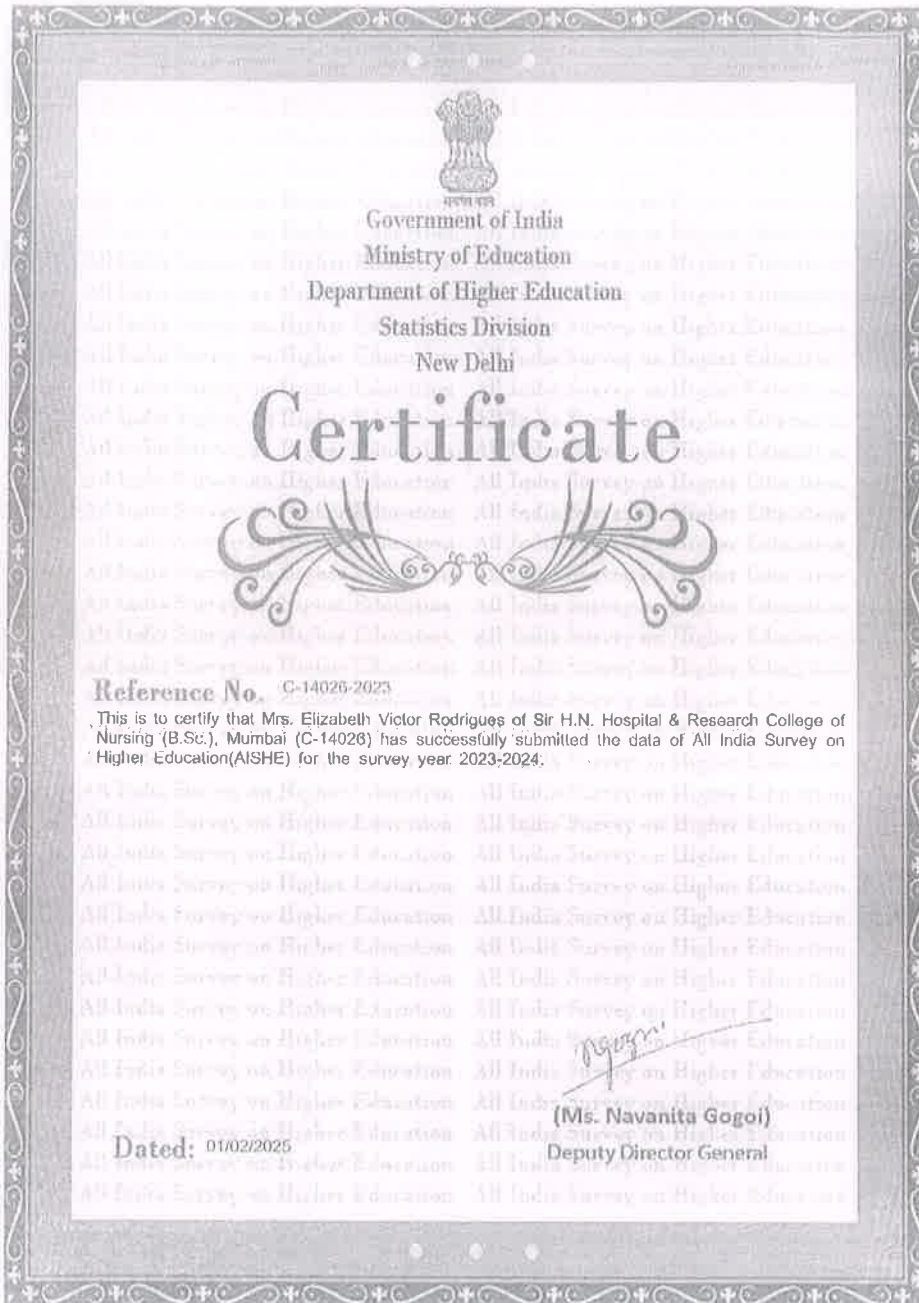 सत्यमेव जयते
Government of India
Ministry of Education
Department of Higher Education
Statistics Division
New Delhi
Certificate
Reference No. C-14026-2023
This is to certify that Mrs. Elizabeth Victor Rodrigues of Sir H.N. Hospital & Research College of
Nursing (B.Sc.), Mumbai (C-14026) has successfully submitted the data of All India Survey on
Higher Education(AISHE) for the survey year 2023-2024.
(Ms. Navanita Gogoi)
Dated: 01/02/2025
Deputy Director General